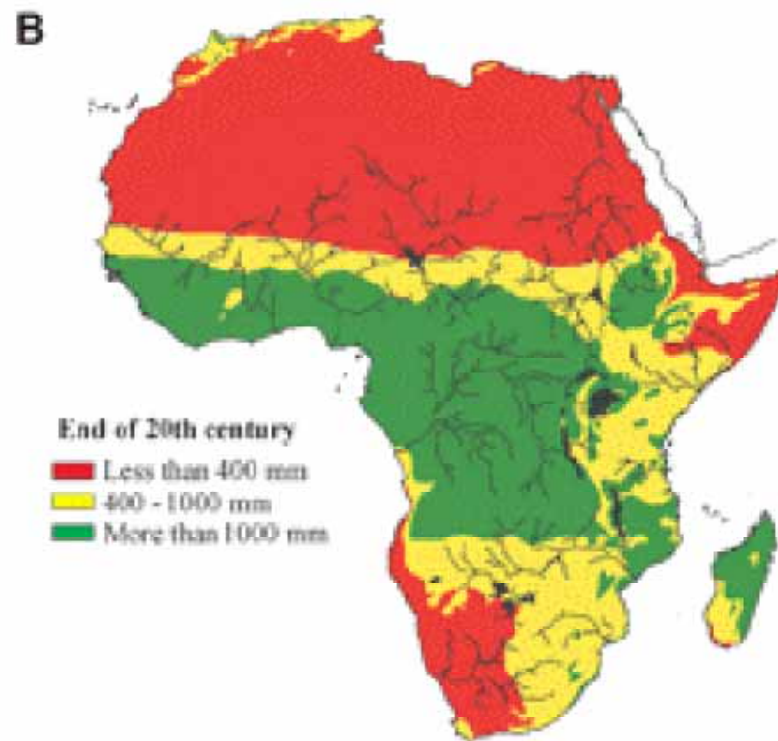 B
End of 20th century
Less than 400 mm
400 - 1000 mm
More than 1000 mm